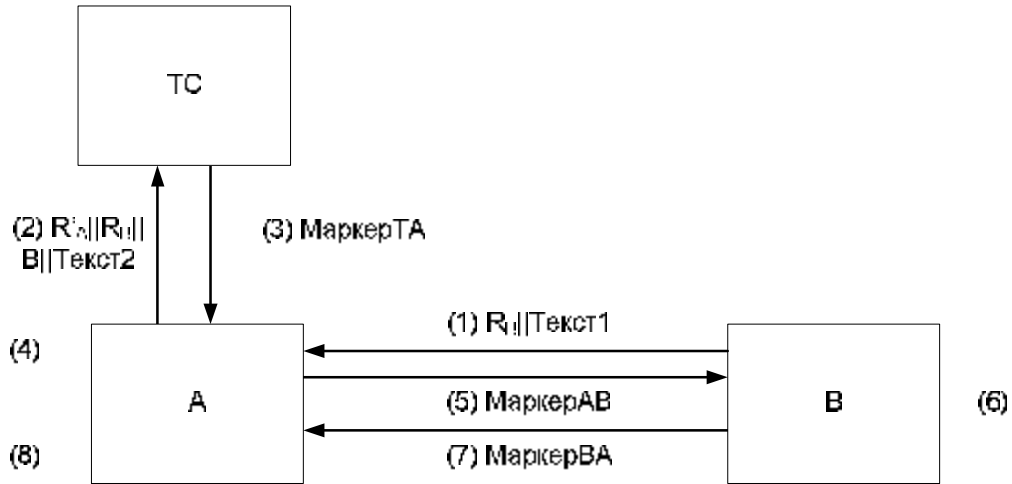 ТС
(2) R'A||RB||
B||Текст2
(3) МаркерТА
(1) RB||Текст1
(4)
А
(5) МаркерАВ
В
(6)
(8)
(7) МаркерВА